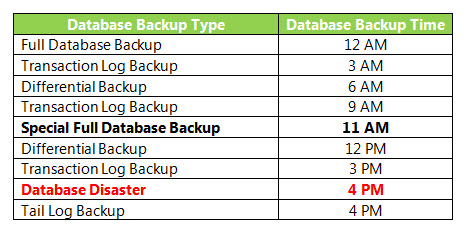 Database Backup Type Database Backup Time
Full Database Backup 12 AM
Transaction Log Backup 3 AM
Differential Backup 6 AM
Transaction Log Backup 9 AM
Special Full Database Backup 11 AM
Differential Backup 12 PM
Transaction Log Backup 3 PM
Database Disaster 4 PM
Tail Log Backup 4 PM